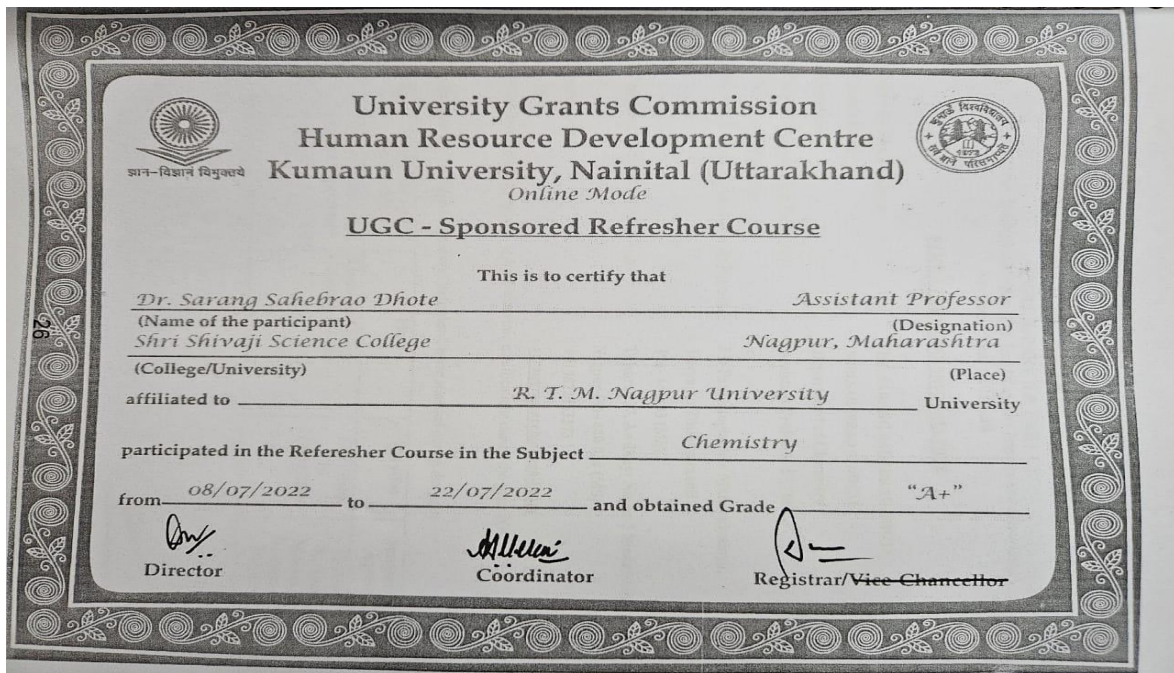 University Grants Commission
Human Resource Development Centre
Kumaun University, Nainital (Uttarakhand)
ज्ञान-विज्ञान विमुक्तये
Online Mode
UGC - Sponsored Refresher Course
This is to certify that
Dr. Sarang Sahebrao Dhote Assistant Professor
(Name of the participant) (Designation)
Shri Shivaji Science College Nagpur, Maharashtra
(College/University) (Place)
affiliated to R. T. M. Nagpur University University
participated in the Referesher Course in the Subject Chemistry
from 08/07/2022 to 22/07/2022 and obtained Grade "A+"
Director Coordinator Registrar/Vice Chancellor
26